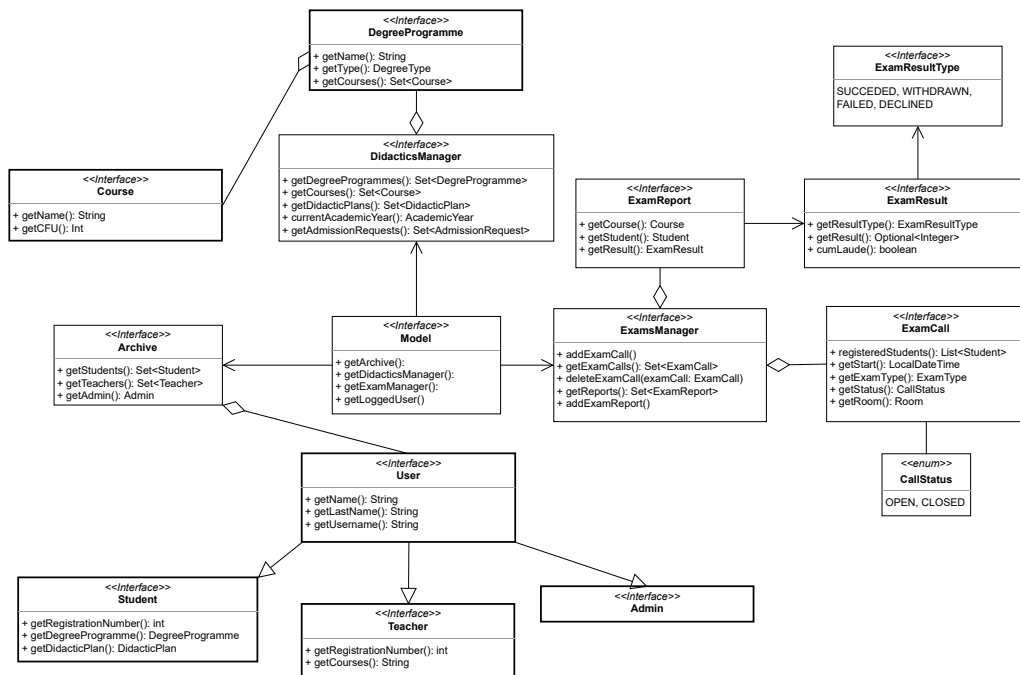 <<Interface>>
DegreeProgramme
+ getName(): String
+ getType(): DegreeType
+ getCourses(): Set<Course>
<<Interface>>
ExamResultType
SUCCEDED, WITHDRAWN,
FAILED, DECLINED
<<Interface>>
DidacticsManager
+ getDegreeProgrammes(): Set<DegreProgramme>
+ getCourses(): Set<Course>
+ getDidacticPlans(): Set<DidacticPlan>
+ currentAcademicYear(): AcademicYear
+ getAdmissionRequests(): Set<AdmissionRequest>
<<Interface>>
Course
+ getName(): String
+ getCFU(): Int
<<Interface>>
ExamReport
+ getCourse(): Course
+ getStudent(): Student
+ getResult(): ExamResult
<<Interface>>
ExamResult
+ getResultType(): ExamResultType
+ getResult(): Optional<Integer>
+ cumLaude(): boolean
<<Interface>>
Archive
+ getStudents(): Set<Student>
+ getTeachers(): Set<Teacher>
+ getAdmin(): Admin
<<Interface>>
Model
+ getArchive():
+ getDidacticsManager():
+ getExamManager():
+ getLoggedUser()
<<Interface>>
ExamsManager
+ addExamCall()
+ getExamCalls(): Set<ExamCall>
+ deleteExamCall(examCall: ExamCall)
+ getReports(): Set<ExamReport>
+ addExamReport()
<<Interface>>
ExamCall
+ registeredStudents(): List<Student>
+ getStart(): LocalDateTime
+ getExamType(): ExamType
+ getStatus(): CallStatus
+ getRoom(): Room
<<enum>>
CallStatus
OPEN, CLOSED
<<Interface>>
User
+ getName(): String
+ getLastName(): String
+ getUsername(): String
<<Interface>>
Student
+ getRegistrationNumber(): int
+ getDegreeProgramme(): DegreeProgramme
+ getDidacticPlan(): DidacticPlan
<<Interface>>
Teacher
+ getRegistrationNumber(): int
+ getCourses(): String
<<Interface>>
Admin